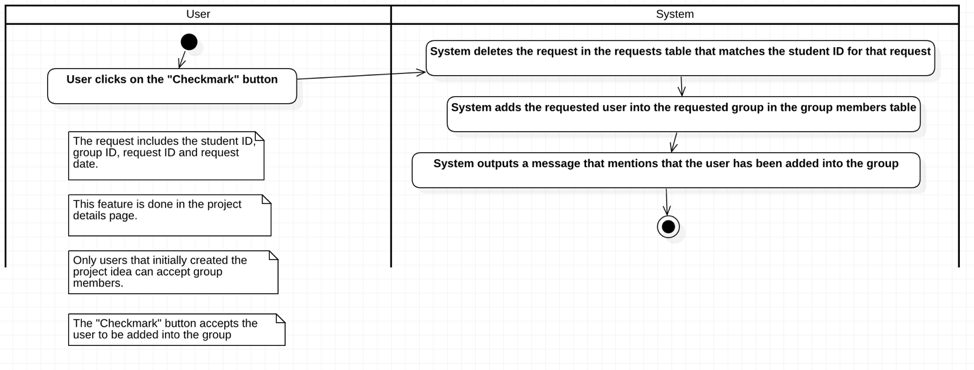 User
System
User clicks on the "Checkmark" button
System deletes the request in the requests table that matches the student ID for that request
System adds the requested user into the requested group in the group members table
System outputs a message that mentions that the user has been added into the group
The request includes the student ID,
group ID, request ID and request
date.
This feature is done in the project
details page.
Only users that initially created the
project idea can accept group
members.
The "Checkmark" button accepts the
user to be added into the group